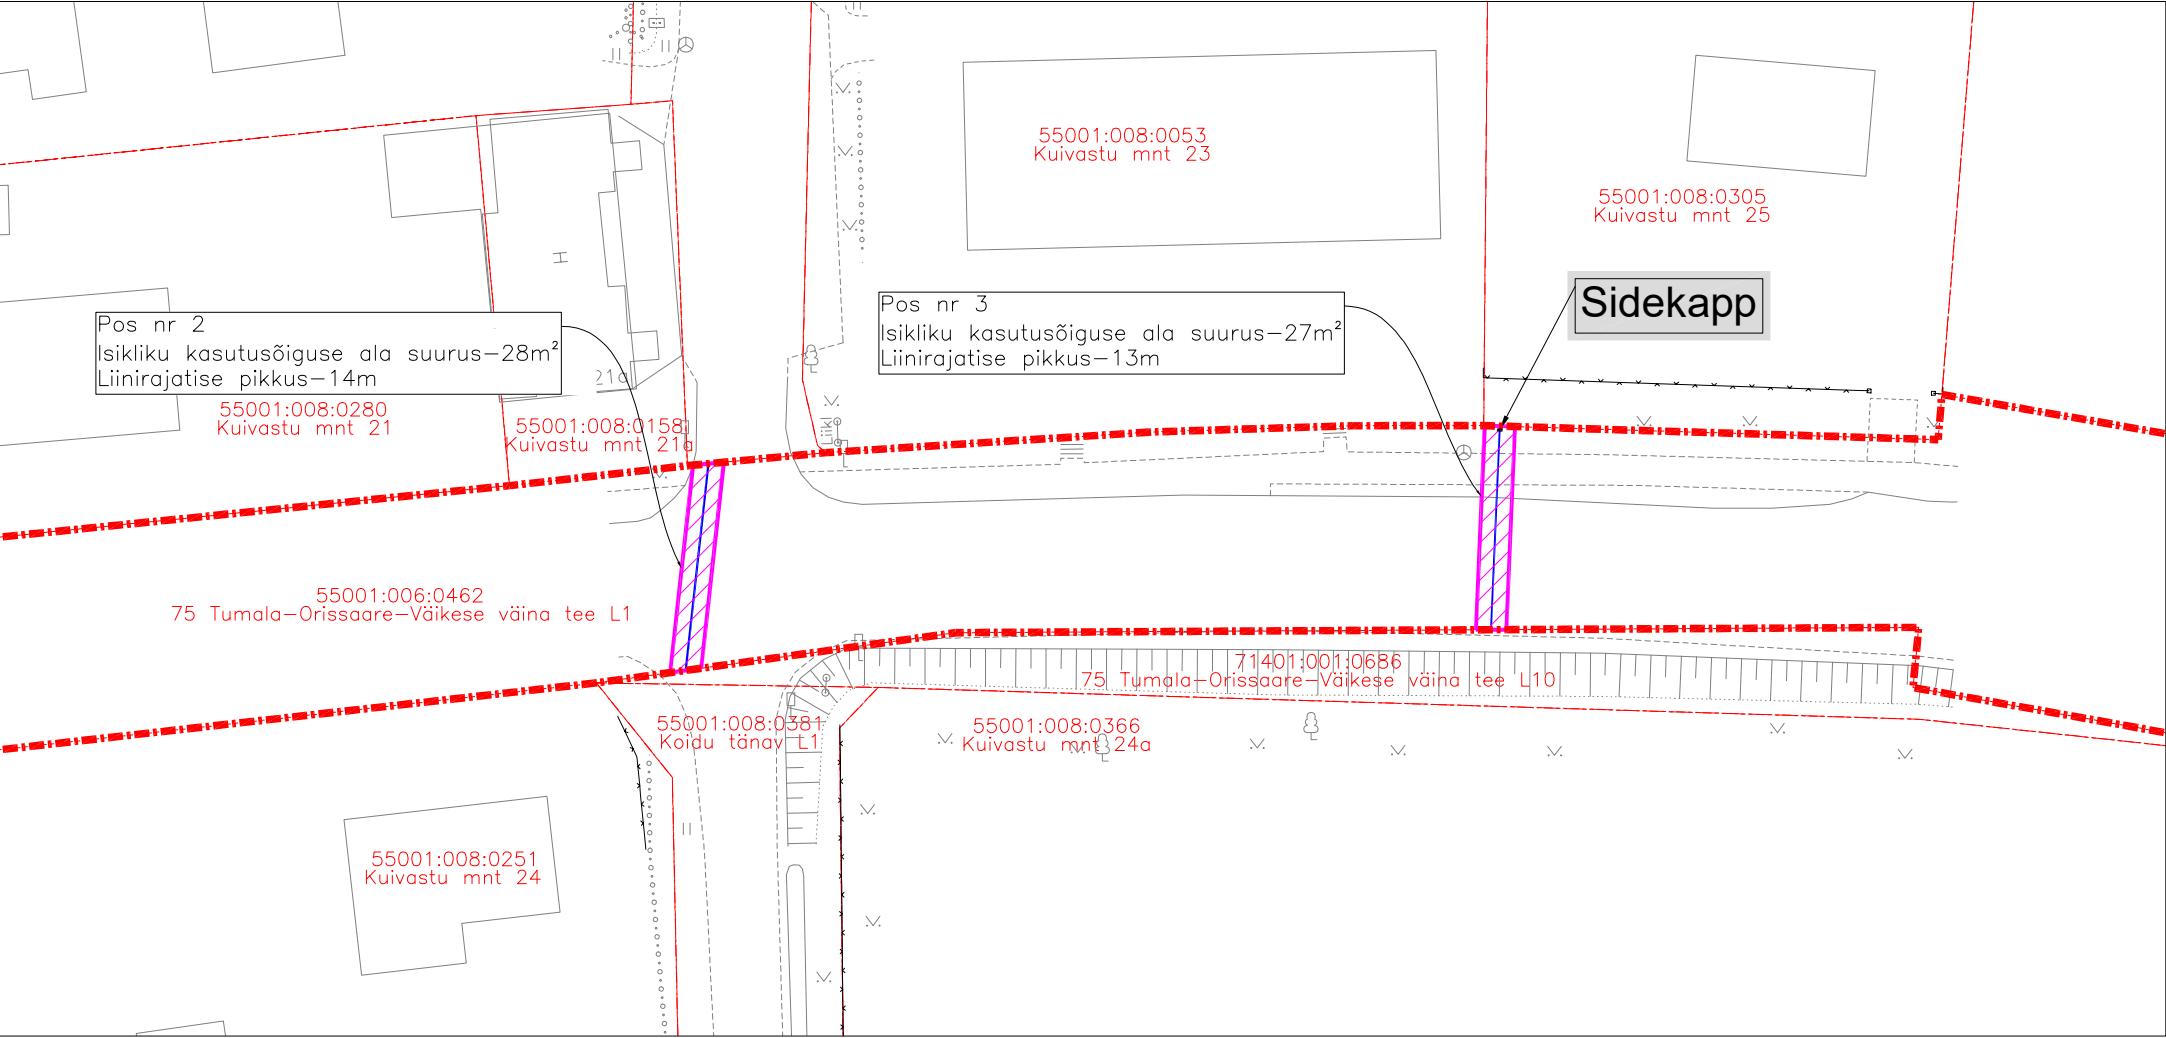 55001:008:0053
Kuivastu mnt 23
55001:008:0305
Kuivastu mnt 25
H
Sidekapp
Pos nr 3
Isikliku kasutusõiguse ala suurus-27m²
Liinirajatise pikkus-13m
Pos nr 2
Isikliku kasutusõiguse ala suurus-28m²
Liinirajatise pikkus-14m
21a
55001:008:0280
Kuivastu mnt 21
55001:008:0158
Kuivastu mnt 21a
Liikl
55001:006:0462
75 Tumala-Orissaare-Väikese väina tee L1
71401:001:0686
75 Tumala-Orissaare-Väikese väina tee L10
55001:008:0381
Koidu tänav L1
55001:008:0366
Kuivastu mnt 24a
55001:008:0251
Kuivastu mnt 24